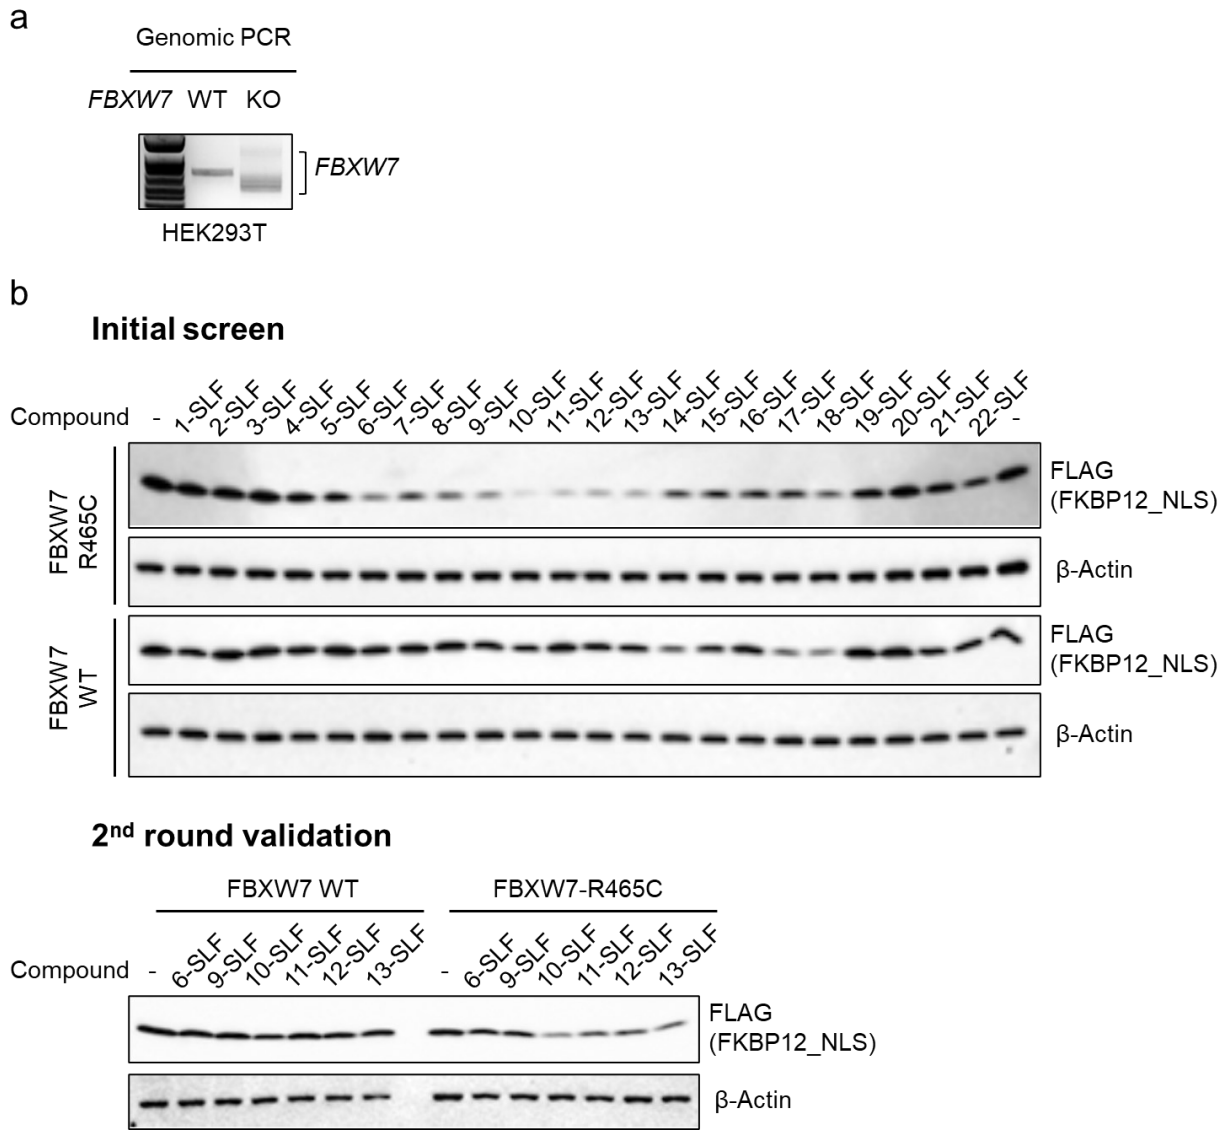 a
Genomic PCR
FBXW7 WT KO
FBXW7
HEK293T
b
Initial screen
Compound - 1-SLF 2-SLF 3-SLF 4-SLF 5-SLF 6-SLF 7-SLF 8-SLF 9-SLF 10-SLF 11-SLF 12-SLF 13-SLF 14-SLF 15-SLF 16-SLF 17-SLF 18-SLF 19-SLF 20-SLF 21-SLF 22-SLF -
FBXW7
R465C
FLAG
(FKBP12_NLS)
β-Actin
FBXW7
WT
FLAG
(FKBP12_NLS)
β-Actin
2nd round validation
FBXW7 WT FBXW7-R465C
Compound - 6-SLF 9-SLF 10-SLF 11-SLF 12-SLF 13-SLF - 6-SLF 9-SLF 10-SLF 11-SLF 12-SLF 13-SLF
FLAG
(FKBP12_NLS)
β-Actin